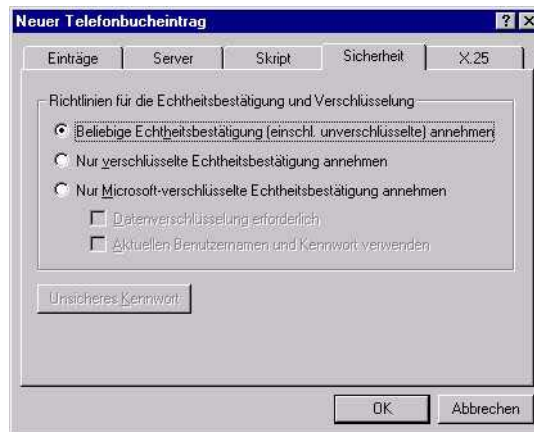 Neuer Telefonbucheintrag
Einträge Server Skript Sicherheit X.25
Richtlinien für die Echtheitsbestätigung und Verschlüsselung
Beliebige Echtheitsbestätigung (einschl. unverschlüsselte) annehmen
Nur verschlüsselte Echtheitsbestätigung annehmen
Nur Microsoft-verschlüsselte Echtheitsbestätigung annehmen
Datenverschlüsselung erforderlich
Aktuellen Benutzernamen und Kennwort verwenden
Unsicheres Kennwort
OK Abbrechen